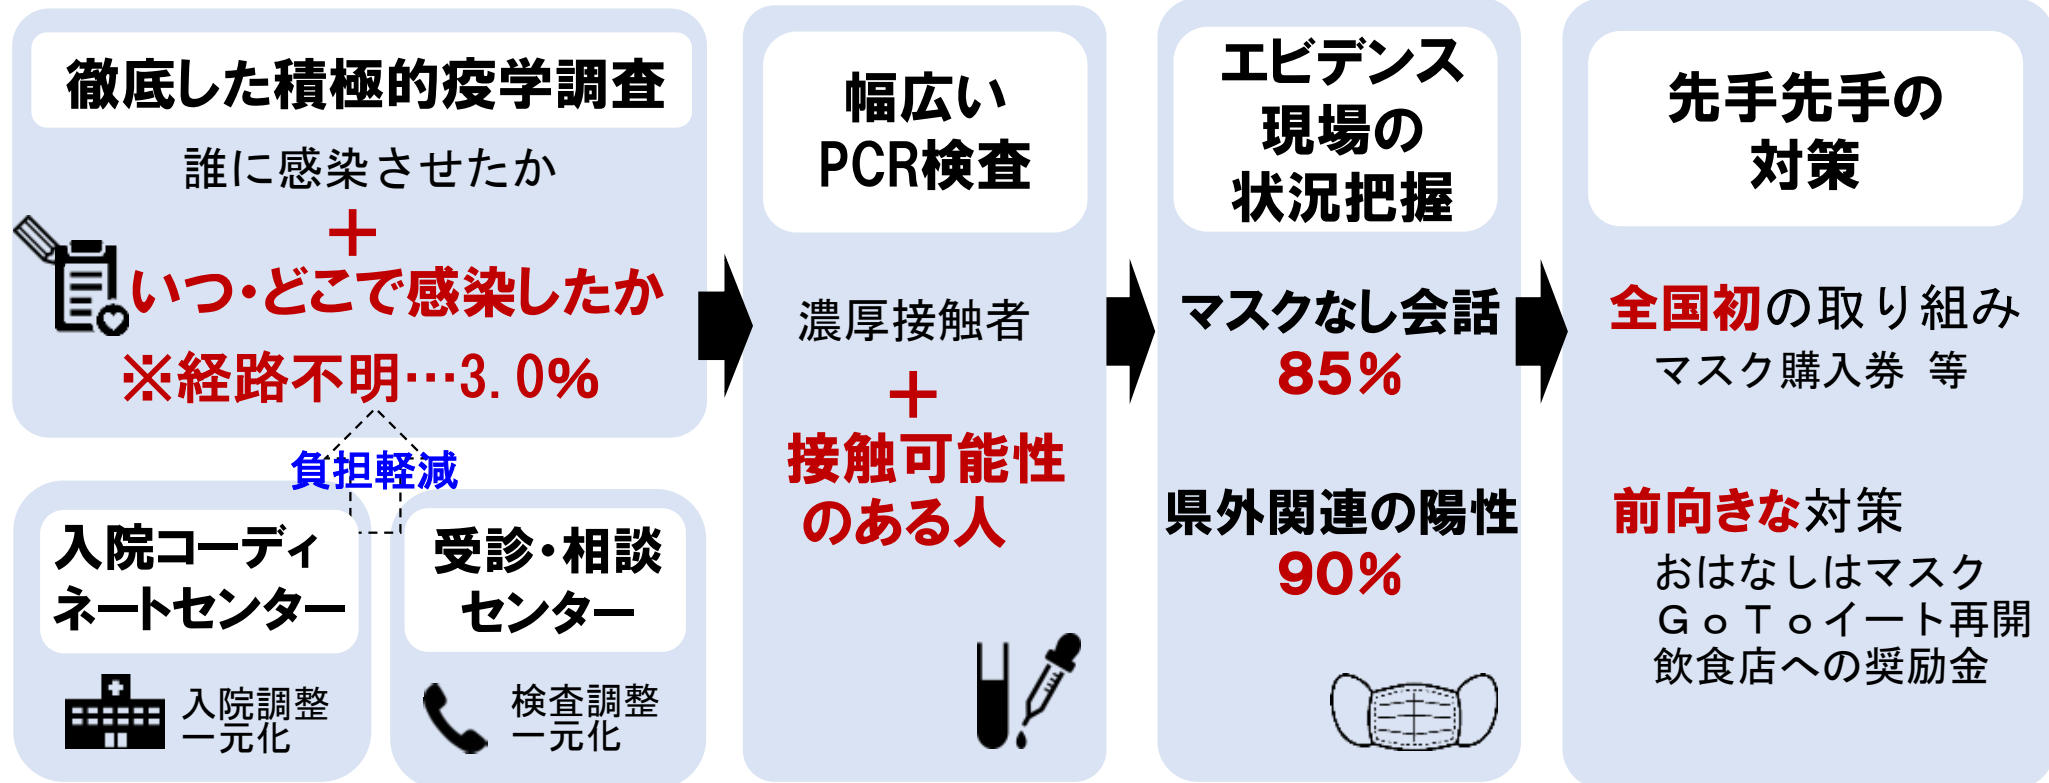 徹底した積極的疫学調査
誰に感染させたか
＋
いつ・どこで感染したか
※経路不明…3.0%
負担軽減
入院コーディ
ネートセンター
入院調整
一元化
受診・相談
センター
検査調整
一元化
幅広い
PCR検査
濃厚接触者
＋
接触可能性
のある人
エビデンス
現場の
状況把握
マスクなし会話
85%
県外関連の陽性
90%
先手先手の
対策
全国初の取り組み
マスク購入券 等
前向きな対策
おはなしはマスク
ＧｏＴｏイート再開
飲食店への奨励金